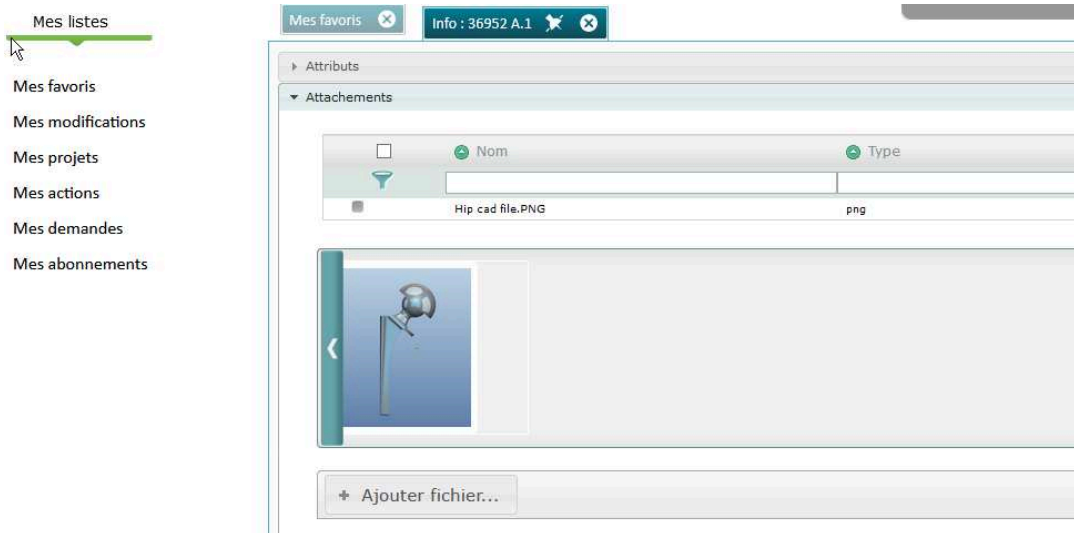 Mes listes
Mes favoris
Mes modifications
Mes projets
Mes actions
Mes demandes
Mes abonnements
Mes favoris
Info : 36952 A.1
Attributs
Attachements
Nom Type
Hip cad file.PNG png
+ Ajouter fichier...